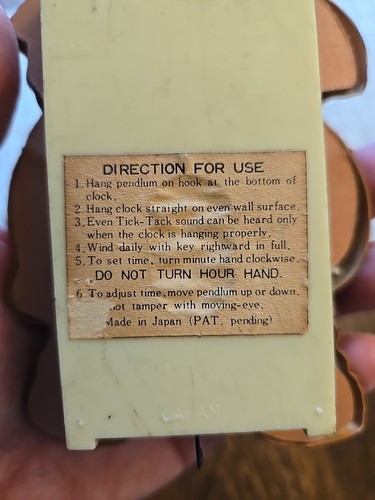 DIRECTION FOR USE
1. Hang pendlum on hook at the bottom of
clock.
2. Hang clock straight on even wall surface.
3. Even Tick-Tack sound can be heard only
when the clock is hanging properly.
4. Wind daily with key rightward in full.
5. To set time, turn minute hand clockwise.
DO NOT TURN HOUR HAND.
6 To adjust time, move pendlum up or down.
not tamper with moving-eye.
Made in Japan (PAT. pending)
JAPAN